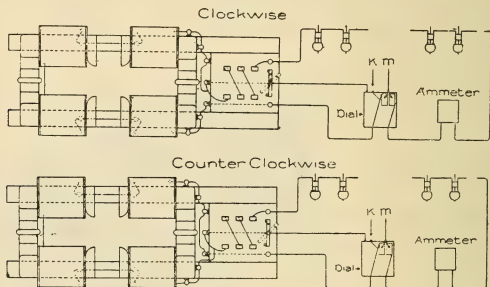 Clockwise
K m
Ammeter
Dial
Counter Clockwise
K m
Ammeter
Dial